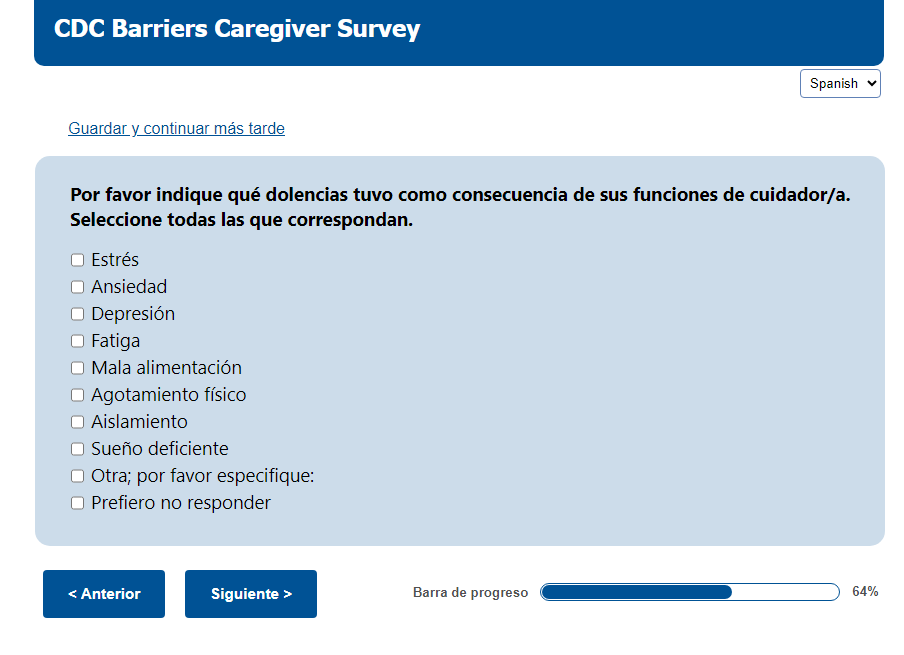 CDC Barriers Caregiver Survey
Spanish
Guardar y continuar más tarde
Por favor indique qué dolencias tuvo como consecuencia de sus funciones de cuidador/a.
Seleccione todas las que correspondan.
Estrés
Ansiedad
Depresión
Fatiga
Mala alimentación
Agotamiento físico
Aislamiento
Sueño deficiente
Otra; por favor especifique:
Prefiero no responder
< Anterior
Siguiente >
Barra de progreso
64%